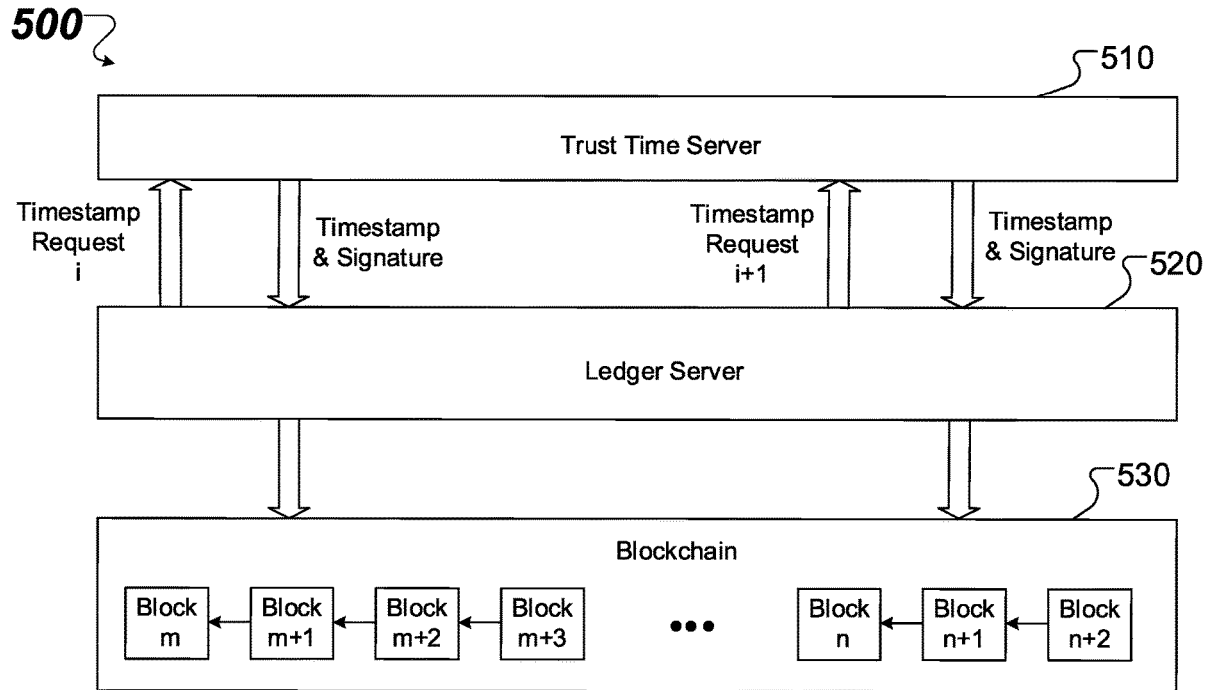 500
510
Trust Time Server
Timestamp
Request
i
Timestamp
& Signature
Timestamp
Request
i+1
Timestamp
& Signature
520
Ledger Server
530
Blockchain
Block
m
Block
m+1
Block
m+2
Block
m+3
•••
Block
n
Block
n+1
Block
n+2